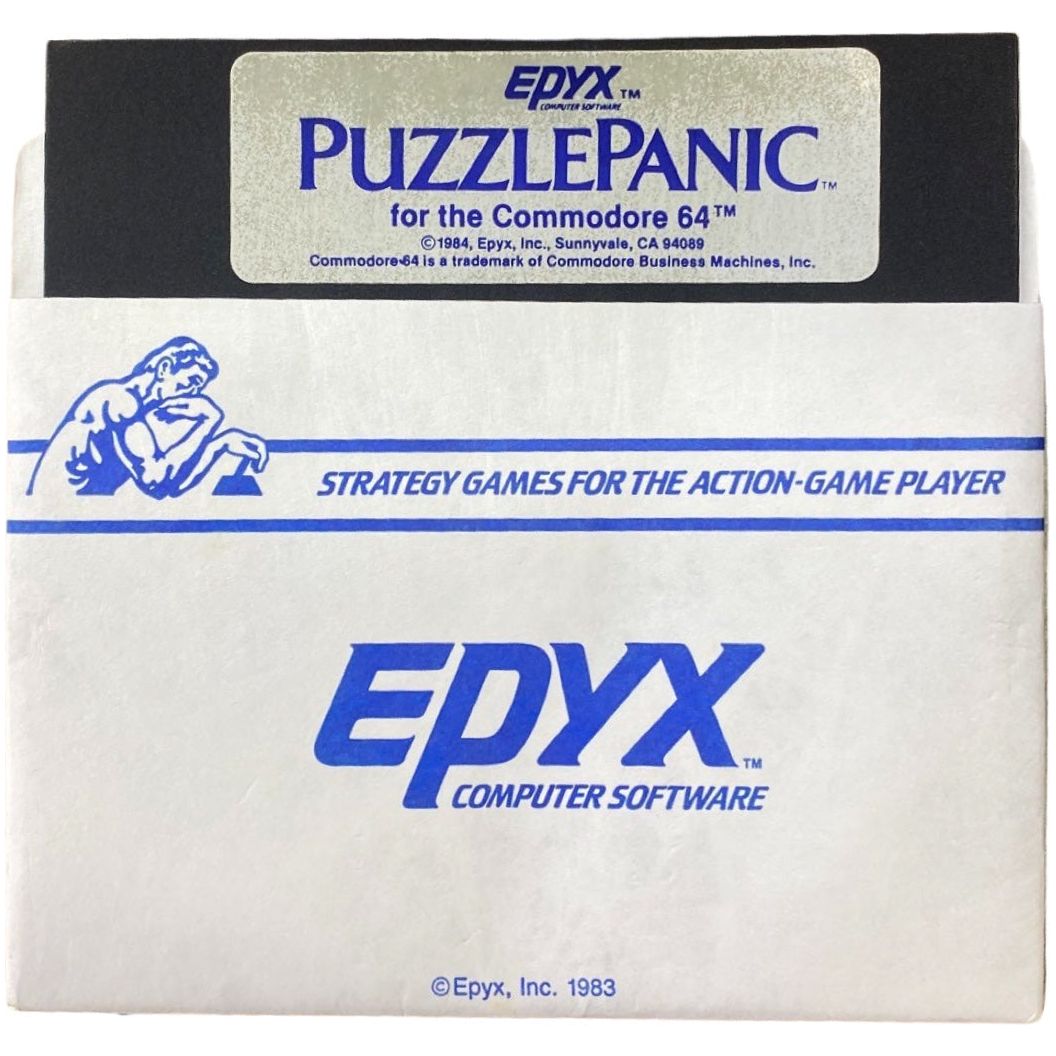 EPYX™
COMPUTER SOFTWARE
PUZZLEPANIC™
for the Commodore 64™
©1984, Epyx, Inc., Sunnyvale, CA 94089
Commodore-64 is a trademark of Commodore Business Machines, Inc.
STRATEGY GAMES FOR THE ACTION-GAME PLAYER
EPYX™
COMPUTER SOFTWARE
©Epyx, Inc. 1983